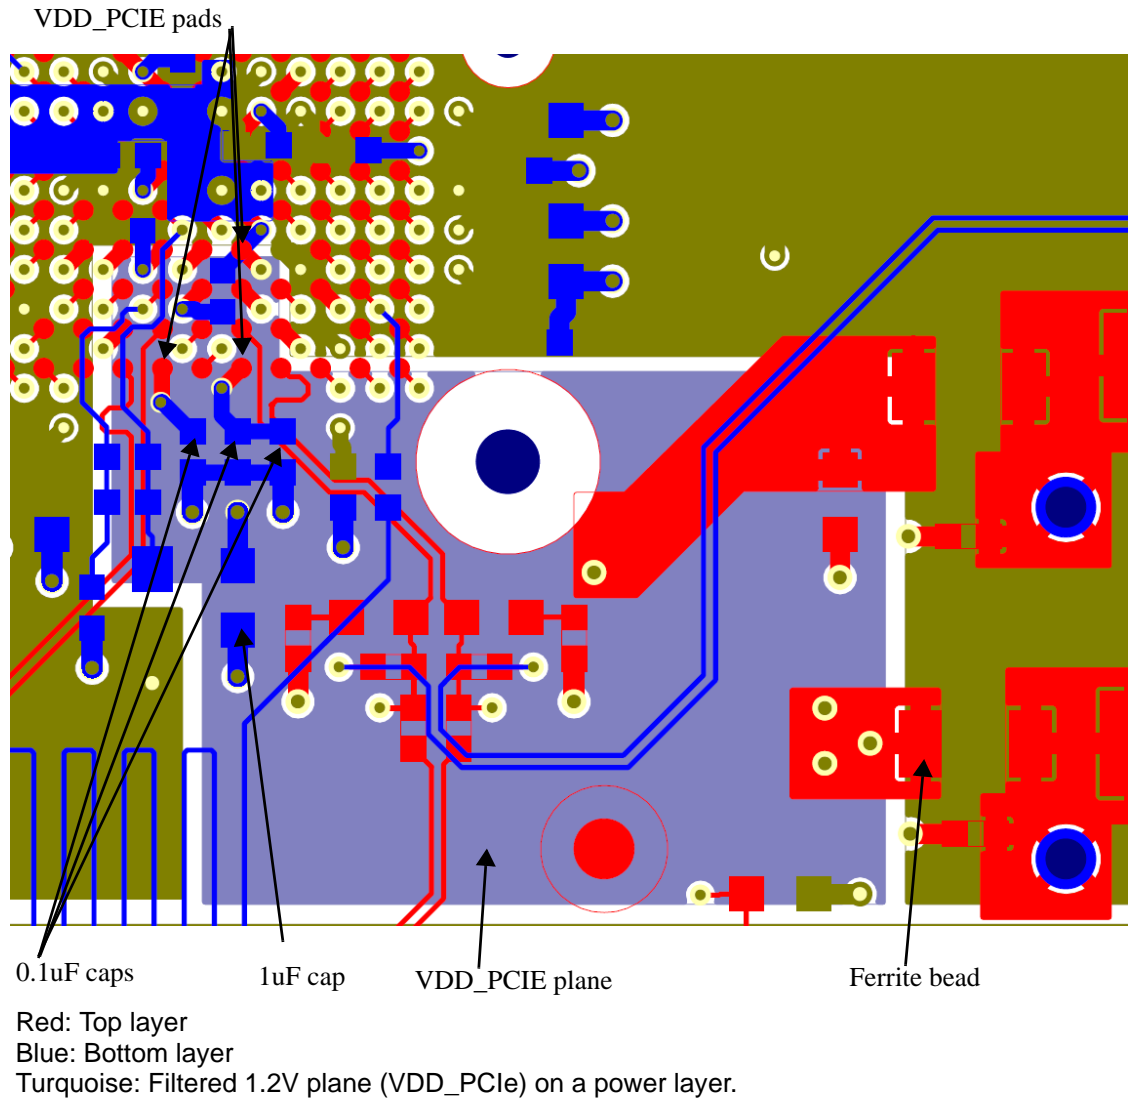 VDD_PCIE pads
0.1uF caps
1uF cap
VDD_PCIE plane
Ferrite bead
Red: Top layer
Blue: Bottom layer
Turquoise: Filtered 1.2V plane (VDD_PCIe) on a power layer.